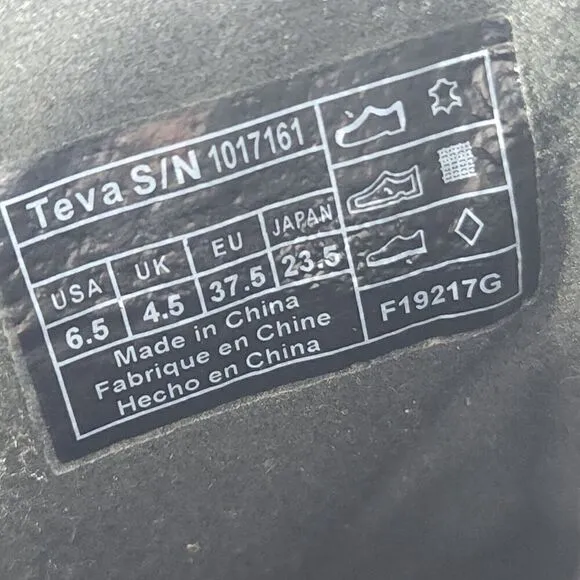 Teva S/N 1017161
USA UK EU JAPAN
6.5 4.5 37.5 23.5
Made in China
Fabrique en Chine
Hecho en China
F19217G